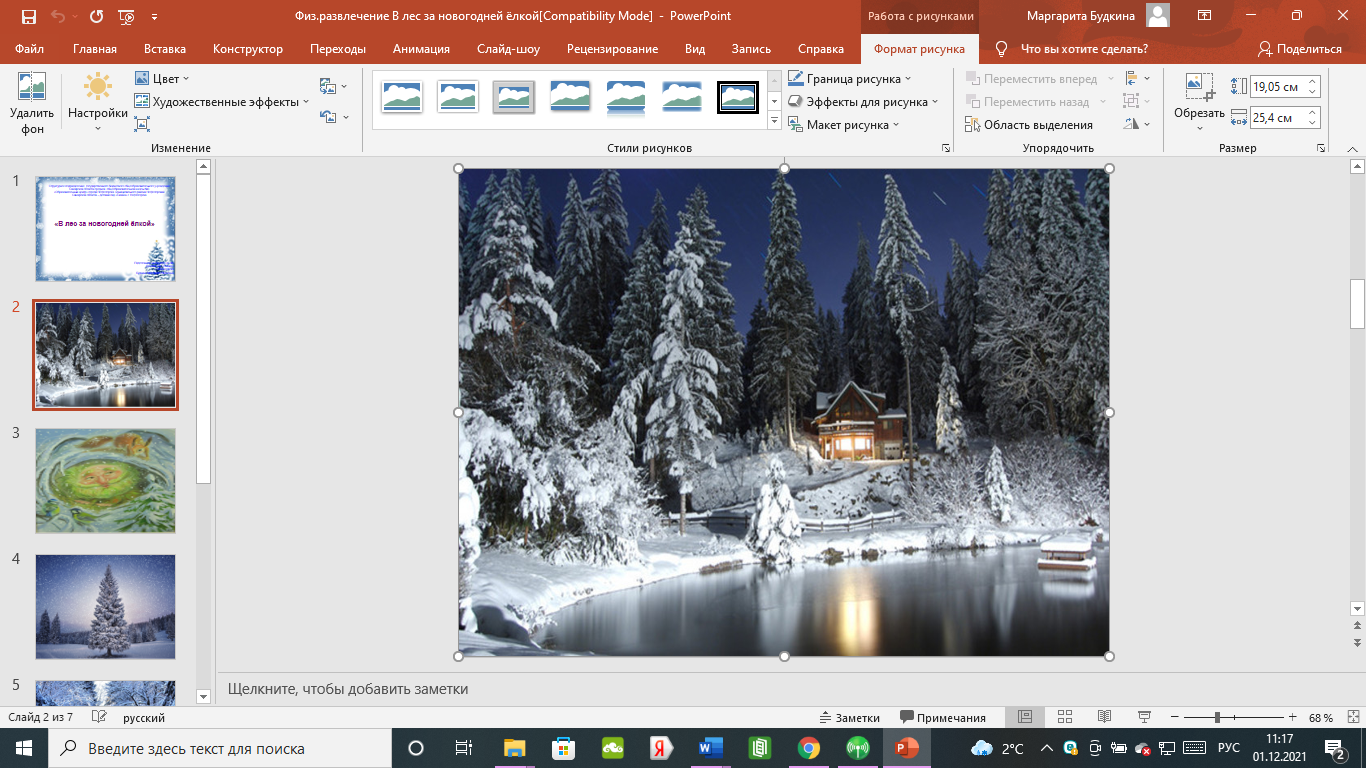 Физ.развлечение В лес за новогодней ёлкой[Compatibility Mode] - PowerPoint
Работа с рисунками
Маргарита Будкина
Файл Главная Вставка Конструктор Переходы Анимация Слайд-шоу Рецензирование Вид Запись Справка Формат рисунка Что вы хотите сделать? Поделиться
Удалить фон
Настройки
Цвет
Художественные эффекты
Изменение
Стили рисунков
Граница рисунка
Эффекты для рисунка
Макет рисунка
Переместить вперед
Переместить назад
Область выделения
Упорядочить
Обрезать
19,05 см
25,4 см
Размер
1
«В лес за новогодней ёлкой»
2
3
4
5
Щелкните, чтобы добавить заметки
Слайд 2 из 7 русский Заметки Примечания 68 %
Введите здесь текст для поиска
2°C
РУС
11:17
01.12.2021
2